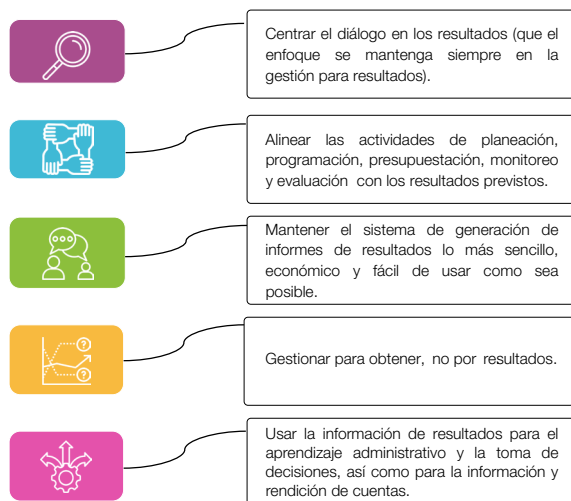 Centrar el diálogo en los resultados (que el
enfoque se mantenga siempre en la
gestión para resultados).
Alinear las actividades de planeación,
programación, presupuestación, monitoreo
y evaluación con los resultados previstos.
Mantener el sistema de generación de
informes de resultados lo más sencillo,
económico y fácil de usar como sea
posible.
Gestionar para obtener, no por resultados.
Usar la información de resultados para el
aprendizaje administrativo y la toma de
decisiones, así como para la información y
rendición de cuentas.